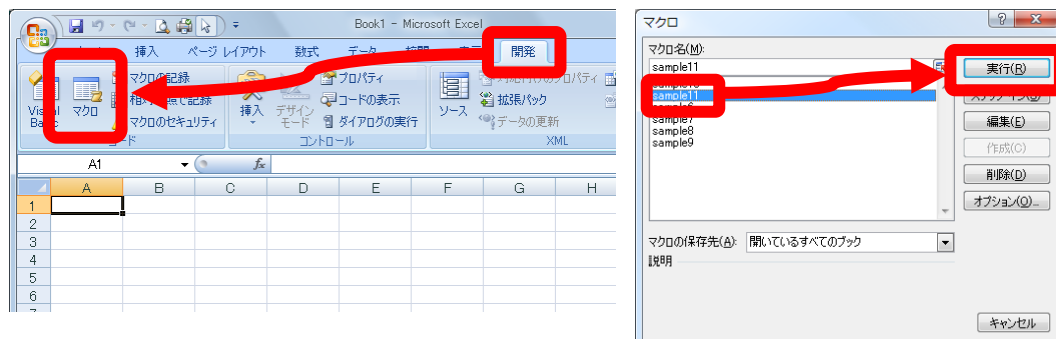 Book1 - Microsoft Excel
挿入 ページ レイアウト 数式 データ 開発
マクロの記録
マクロのセキュリティ
Visual Basic
マクロ
挿入
デザイン モード
プロパティ
コードの表示
ダイアログの実行
コントロール
ソース
拡張パック
データの更新
XML
A1
fx
A B C D E F G H
1
2
3
4
5
6
マクロ
マクロ名(M):
sample11
sample11
sample7
sample8
sample9
実行(R)
編集(E)
作成(C)
削除(D)
オプション(O)...
マクロの保存先(A): 開いているすべてのブック
説明
キャンセル